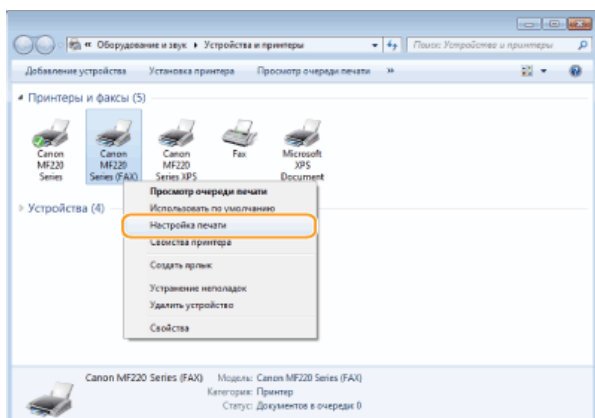 « Оборудование и звук ▸ Устройства и принтеры
Поиск: Устройства и принтеры
Добавление устройства Установка принтера Просмотр очереди печати »
Принтеры и факсы (5)
Canon MF220 Series
Canon MF220 Series (FAX)
Canon MF220 Series XPS
Fax
Microsoft XPS Document
Устройства (4)
Просмотр очереди печати
Использовать по умолчанию
Настройка печати
Свойства принтера
Создать ярлык
Устранение неполадок
Удалить устройство
Свойства
Canon MF220 Series (FAX) Модель: Canon MF220 Series (FAX)
Категория: Принтер
Статус: Документов в очереди: 0